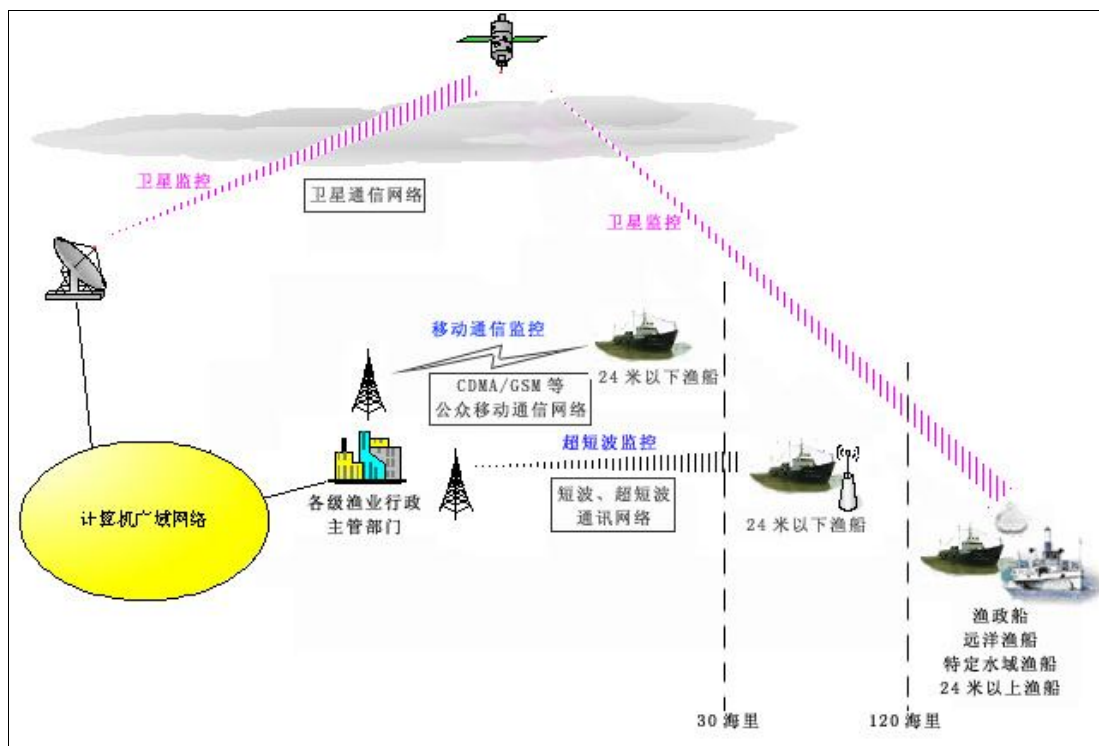 卫星监控
卫星通信网络
卫星监控
移动通信监控
24 米以下渔船
CDMA/GSM 等
公众移动通信网络
超短波监控
短波、超短波
通讯网络
各级渔业行政
主管部门
计算机广域网络
24 米以下渔船
渔政船
远洋渔船
特定水域渔船
24 米以上渔船
30 海里
120 海里